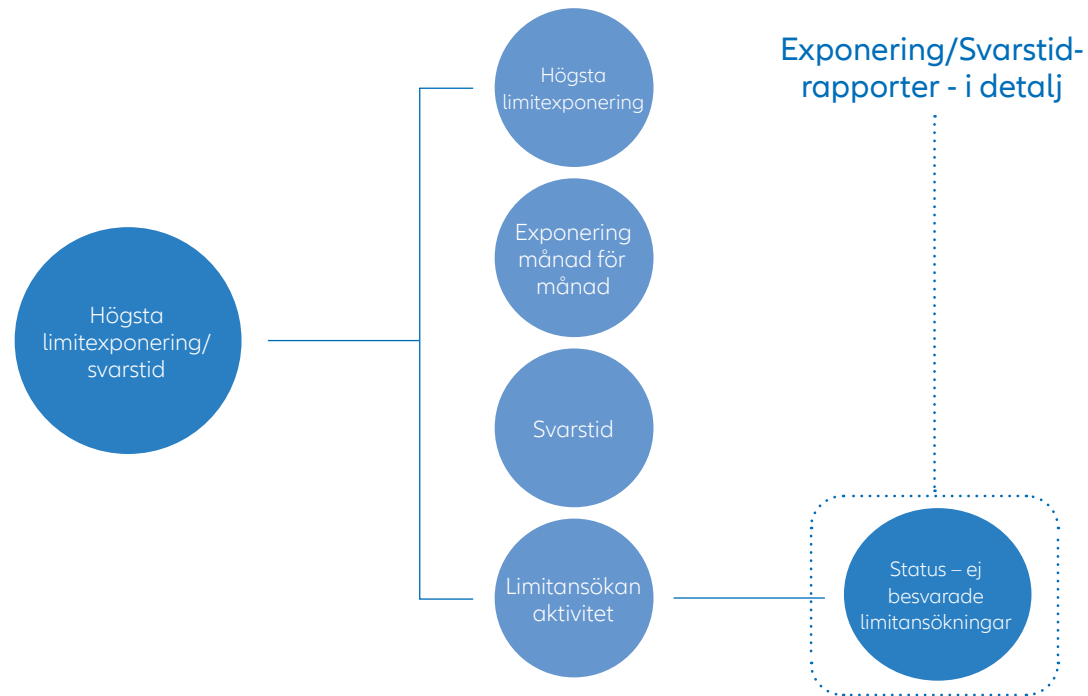 Exponering/Svarstid-
rapporter - i detalj
Högsta
limitexponering/
svarstid
Högsta
limitexponering
Exponering
månad för
månad
Svarstid
Limitansökan
aktivitet
Status – ej
besvarade
limitansökningar